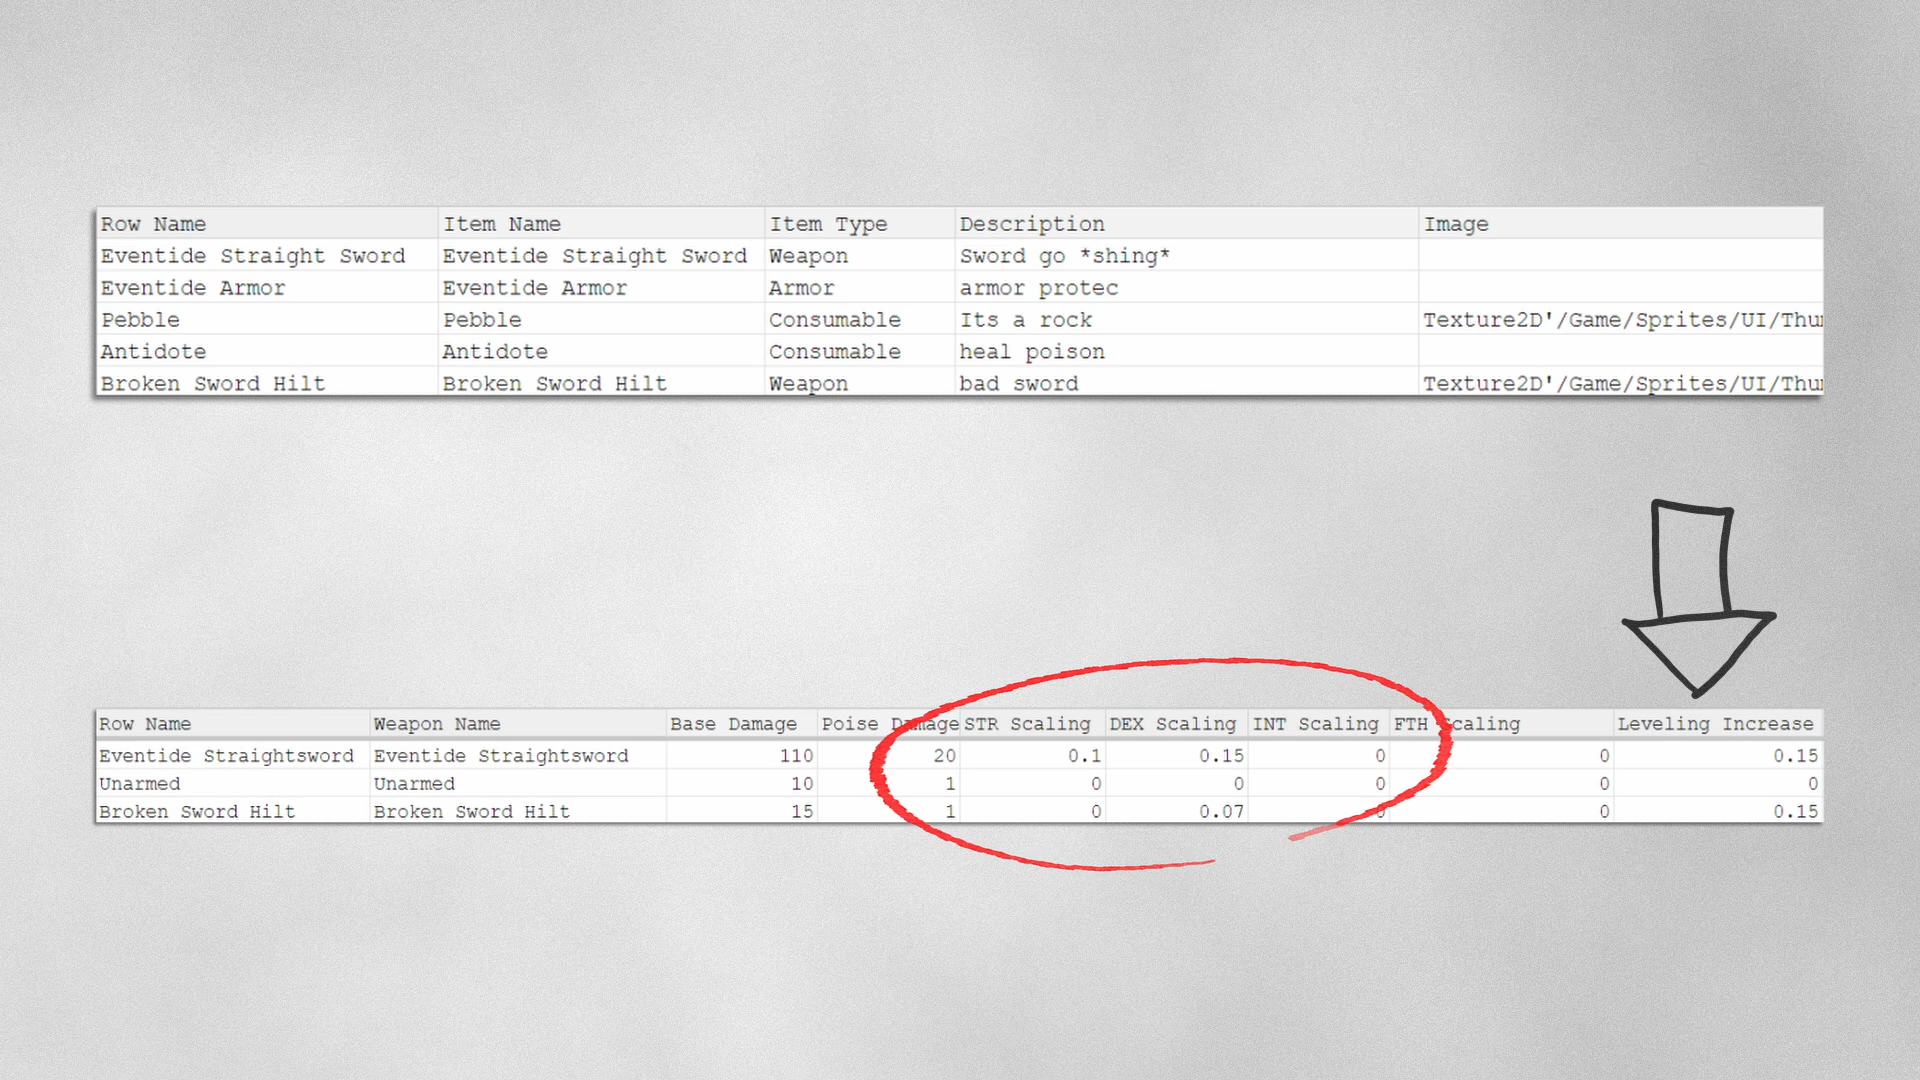 Row Name Item Name Item Type Description Image
Eventide Straight Sword Eventide Straight Sword Weapon Sword go *shing*
Eventide Armor Eventide Armor Armor armor protec
Pebble Pebble Consumable Its a rock Texture2D'/Game/Sprites/UI/Thu
Antidote Antidote Consumable heal poison
Broken Sword Hilt Broken Sword Hilt Weapon bad sword Texture2D'/Game/Sprites/UI/Thu
Row Name Weapon Name Base Damage Poise Damage STR Scaling DEX Scaling INT Scaling FTH Scaling Leveling Increase
Eventide Straightsword Eventide Straightsword 110 20 0.1 0.15 0 0 0.15
Unarmed Unarmed 10 1 0 0 0 0 0
Broken Sword Hilt Broken Sword Hilt 15 1 0 0.07 0 0 0.15